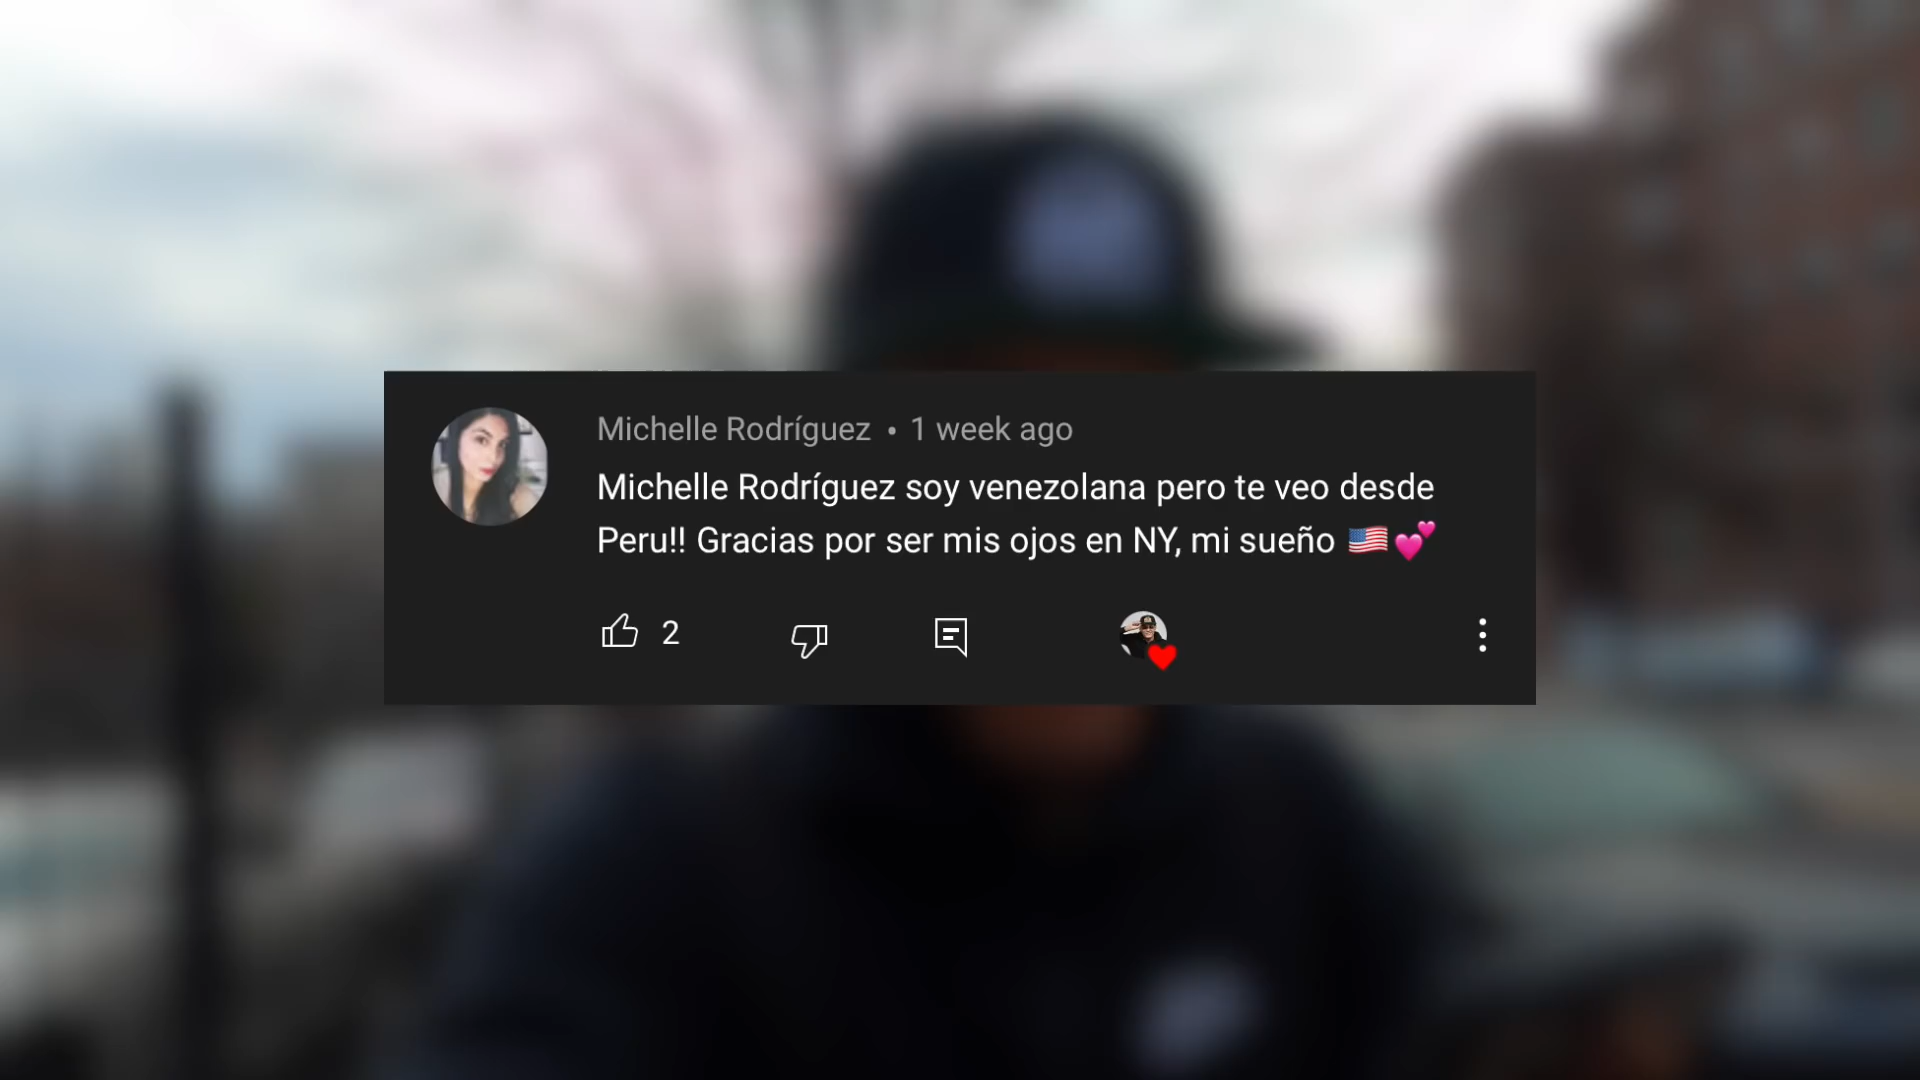 Michelle Rodríguez • 1 week ago
Michelle Rodríguez soy venezolana pero te veo desde
Peru!! Gracias por ser mis ojos en NY, mi sueño 🇺🇸💕
2